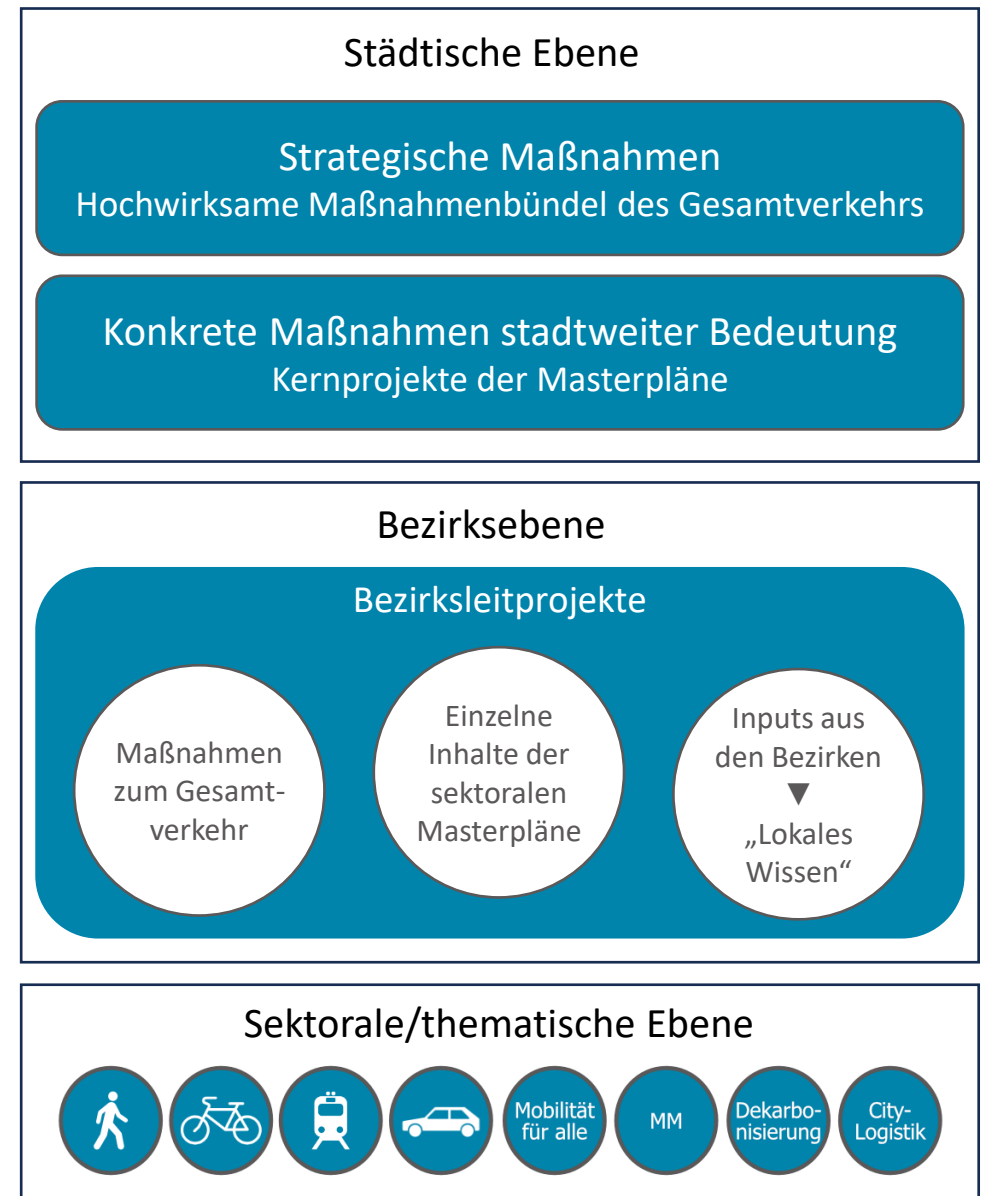 Städtische Ebene
Strategische Maßnahmen
Hochwirksame Maßnahmenbündel des Gesamtverkehrs
Konkrete Maßnahmen stadtweiter Bedeutung
Kernprojekte der Masterpläne
Bezirksebene
Bezirksleitprojekte
Maßnahmen
zum Gesamt-
verkehr
Einzelne
Inhalte der
sektoralen
Masterpläne
Inputs aus
den Bezirken
▼
„Lokales
Wissen“
Sektorale/thematische Ebene
Mobilität
für alle
MM
Dekarbo-
nisierung
City-
Logistik